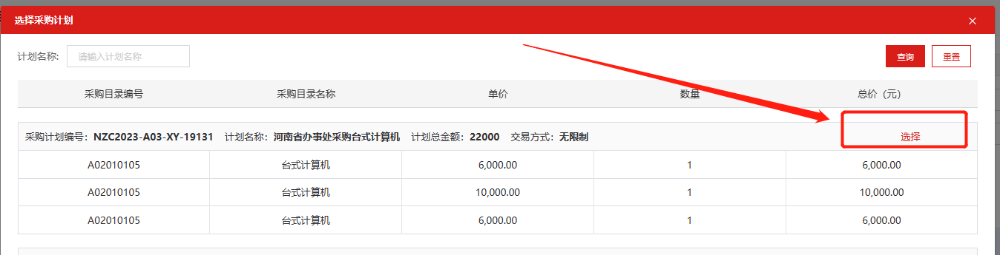 选择采购计划 ×
计划名称: 请输入计划名称 查询 重置
采购目录编号 采购目录名称 单价 数量 总价（元）
采购计划编号：NZC2023-A03-XY-19131 计划名称：河南省办事处采购台式计算机 计划总金额：22000 交易方式：无限制 选择
A02010105 台式计算机 6,000.00 1 6,000.00
A02010105 台式计算机 10,000.00 1 10,000.00
A02010105 台式计算机 6,000.00 1 6,000.00